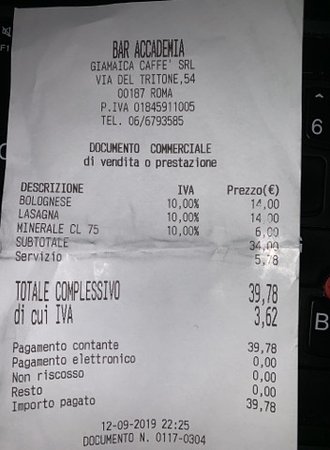 BAR ACCADEMIA
GIAMAICA CAFFE' SRL
VIA DEL TRITONE,54
00187 ROMA
P.IVA 01845911005
TEL. 06/6793585
DOCUMENTO COMMERCIALE
di vendita o prestazione
DESCRIZIONE IVA Prezzo(€)
BOLOGNESE 10,00% 14,00
LASAGNA 10,00% 14,00
MINERALE CL 75 10,00% 6,00
SUBTOTALE 34,00
Servizio 5,78
TOTALE COMPLESSIVO 39,78
di cui IVA 3,62
Pagamento contante 39,78
Pagamento elettronico 0,00
Non riscosso 0,00
Resto 0,00
Importo pagato 39,78
12-09-2019 22:25
DOCUMENTO N. 0117-0304
F1
6
B